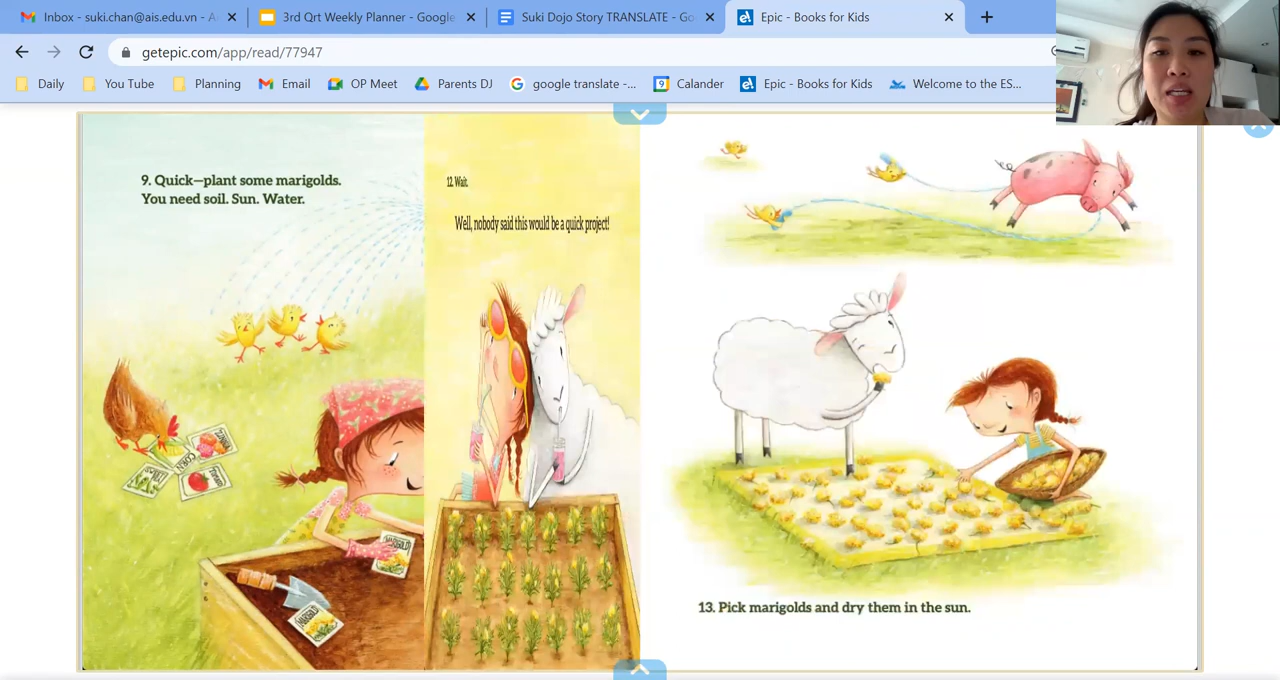 Inbox - suki.chan@ais.edu.vn - A
3rd Qrt Weekly Planner - Google
Suki Dojo Story TRANSLATE - Go
Epic - Books for Kids
getepic.com/app/read/77947
Daily
You Tube
Planning
Email
OP Meet
Parents DJ
google translate -...
Calander
Epic - Books for Kids
Welcome to the ES...
9. Quick—plant some marigolds.
You need soil. Sun. Water.
CORN
MARIGOLD
MARIGOLD
12. Wait.
Well, nobody said this would be a quick project!
13. Pick marigolds and dry them in the sun.